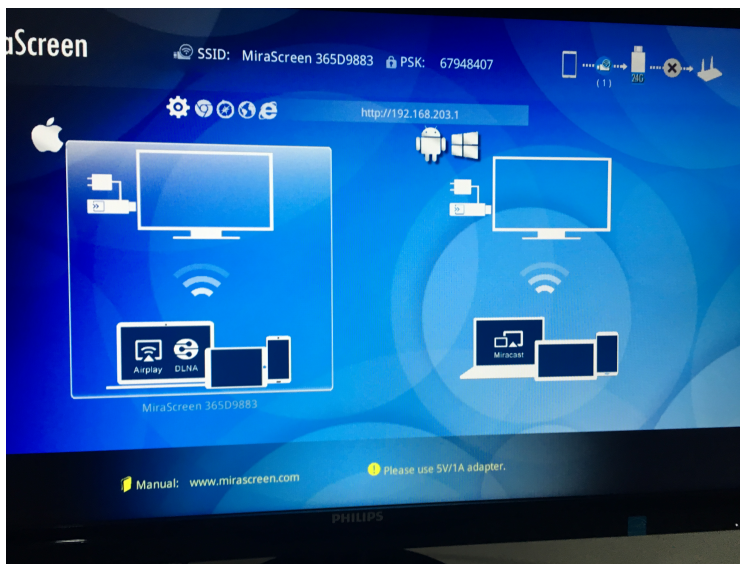 aScreen
SSID: MiraScreen 365D9883 PSK: 67948407
(1)
24G
http://192.168.203.1
Airplay DLNA
Miracast
MiraScreen 365D9883
Manual: www.mirascreen.com
Please use 5V/1A adapter.
PHILIPS